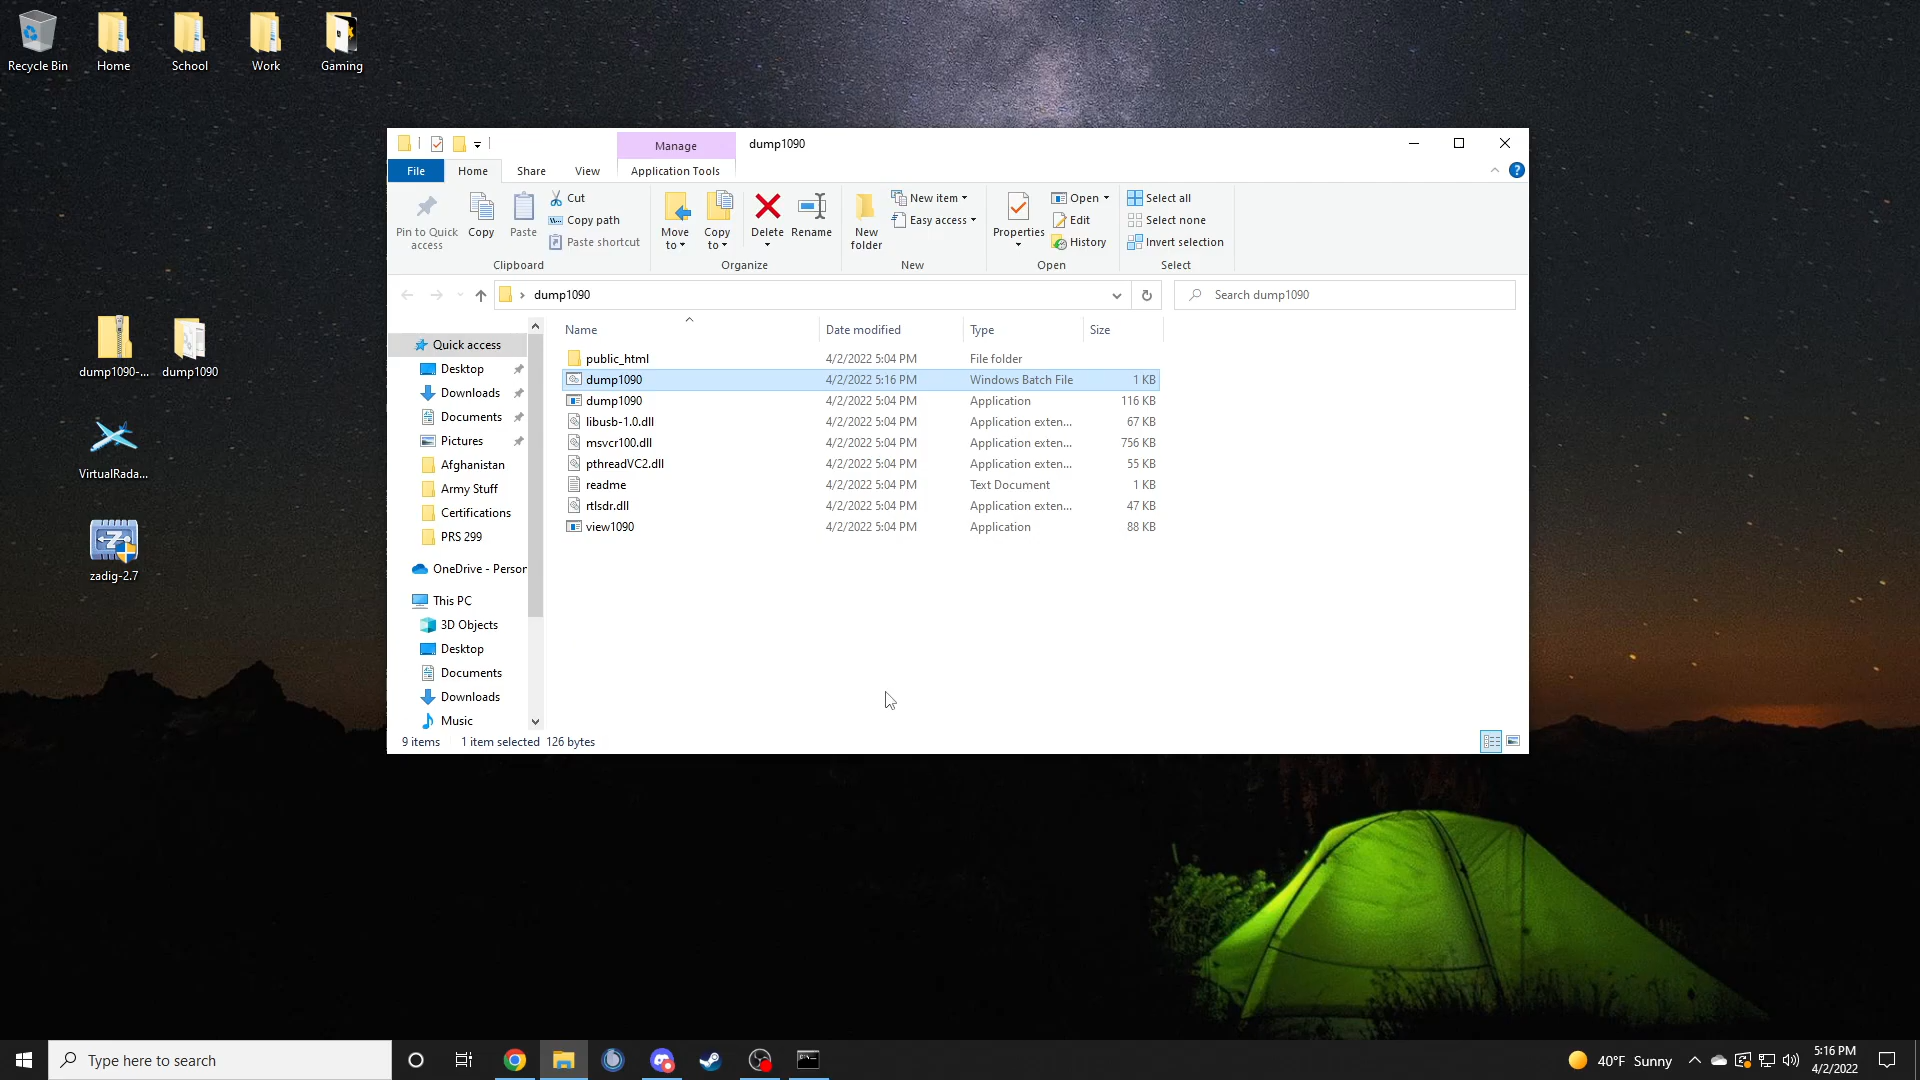 Recycle Bin
Home
School
Work
Gaming
dump1090-...
dump1090
VirtualRada...
zadig-2.7
Manage
dump1090
File
Home
Share
View
Application Tools
Pin to Quick access
Copy
Paste
Cut
Copy path
Paste shortcut
Clipboard
Move to
Copy to
Delete
Rename
Organize
New folder
New item
Easy access
New
Properties
Open
Edit
History
Open
Select all
Select none
Invert selection
Select
dump1090
Search dump1090
Quick access
Desktop
Downloads
Documents
Pictures
Afghanistan
Army Stuff
Certifications
PRS 299
OneDrive - Person
This PC
3D Objects
Desktop
Documents
Downloads
Music
Name Date modified Type Size
public_html 4/2/2022 5:04 PM File folder
dump1090 4/2/2022 5:16 PM Windows Batch File 1 KB
dump1090 4/2/2022 5:04 PM Application 116 KB
libusb-1.0.dll 4/2/2022 5:04 PM Application exten... 67 KB
msvcr100.dll 4/2/2022 5:04 PM Application exten... 756 KB
pthreadVC2.dll 4/2/2022 5:04 PM Application exten... 55 KB
readme 4/2/2022 5:04 PM Text Document 1 KB
rtlsdr.dll 4/2/2022 5:04 PM Application exten... 47 KB
view1090 4/2/2022 5:04 PM Application 88 KB
9 items 1 item selected 126 bytes
Type here to search
40°F Sunny
5:16 PM
4/2/2022